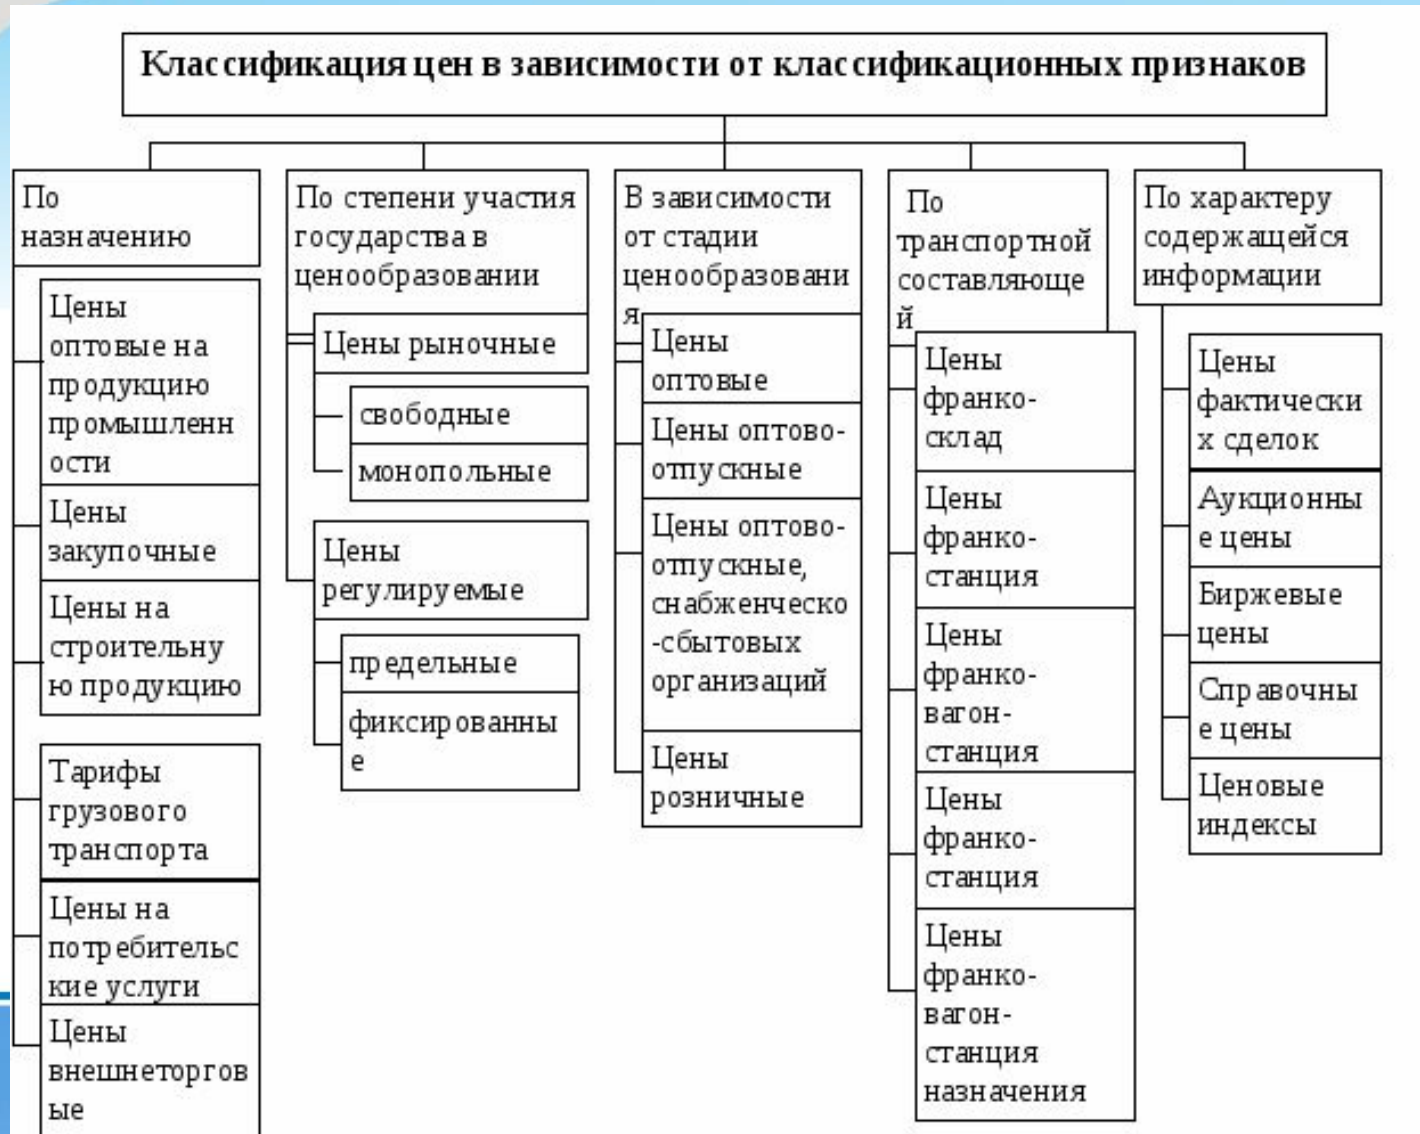 Классификация цен в зависимости от классификационных признаков
По
назначению
Цены
оптовые на
продукцию
промышленн
ости
Цены
закупочные
Цены на
строительну
ю продукцию
Тарифы
грузового
транспорта
Цены на
потребительс
кие услуги
Цены
внешнеторгов
ые
По степени участия
государства в
ценообразовании
Цены рыночные
свободные
монопольные
Цены
регулируемые
предельные
фиксированны
е
В зависимости
от стадии
ценообразовани
я
Цены
оптовые
Цены оптово-
отпускные
Цены оптово-
отпускные,
снабженческо
-сбытовых
организаций
Цены
розничные
По
транспортной
составляюще
й
Цены
франко-
склад
Цены
франко-
станция
Цены
франко-
вагон-
станция
Цены
франко-
станция
Цены
франко-
вагон-
станция
назначения
По характеру
содержащейся
информации
Цены
фактически
х сделок
Аукционны
е цены
Биржевые
цены
Справочны
е цены
Ценовые
индексы